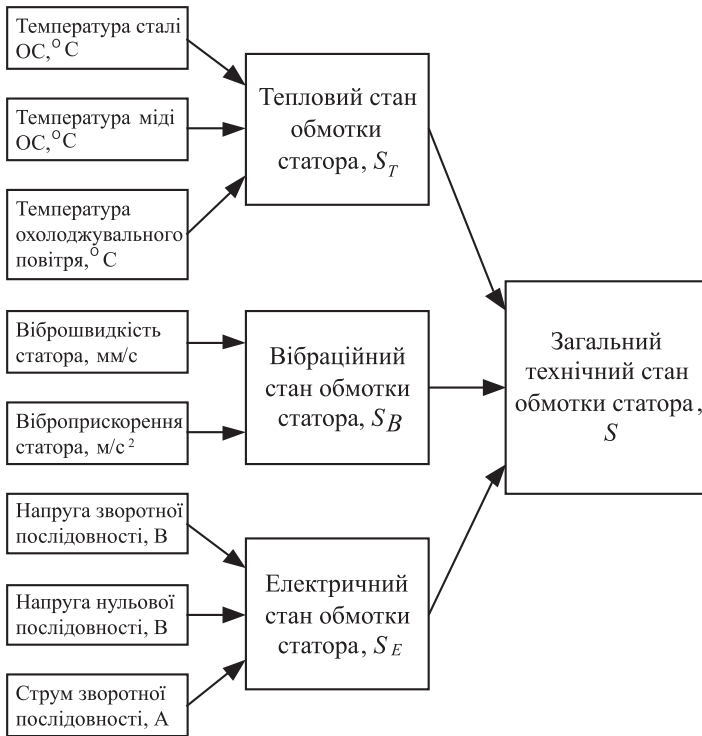 Температура сталі
ОС,°С
Температура міді
ОС,°С
Температура
охолоджувального
повітря,°С
Тепловий стан
обмотки
статора, S_T
Віброшвидкість
статора, мм/с
Віброприскорення
статора, м/с²
Вібраційний
стан обмотки
статора, S_B
Напруга зворотної
послідовності, В
Напруга нульової
послідовності, В
Струм зворотної
послідовності, А
Електричний
стан обмотки
статора, S_E
Загальний
технічний стан
обмотки статора,
S